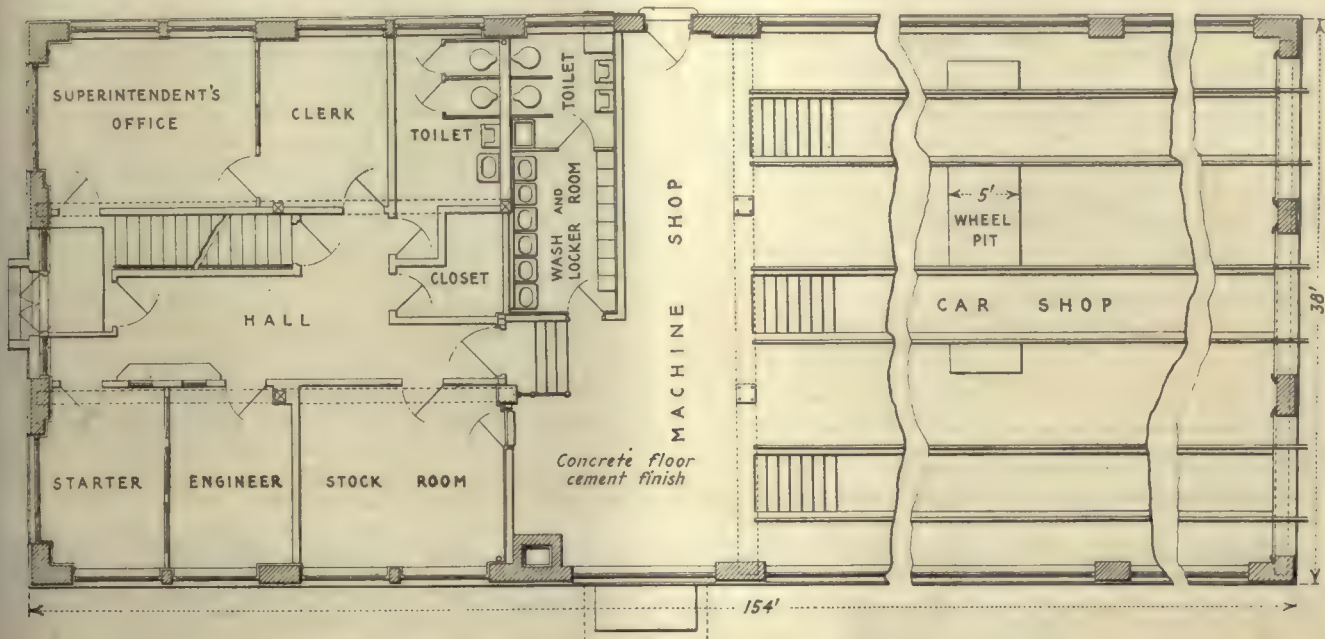 SUPERINTENDENT'S
OFFICE
CLERK
TOILET
TOILET
WASH AND
LOCKER ROOM
CLOSET
HALL
STARTER
ENGINEER
STOCK ROOM
MACHINE SHOP
Concrete floor
cement finish
5'
WHEEL
PIT
CAR SHOP
38'
154'